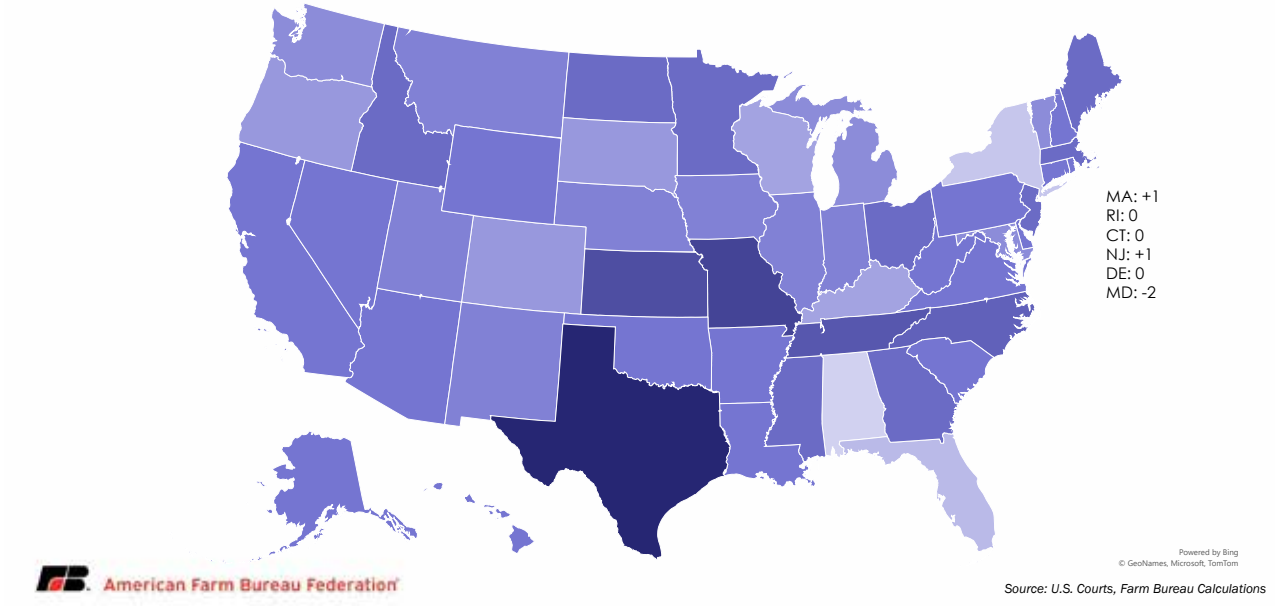 MA: +1
RI: 0
CT: 0
NJ: +1
DE: 0
MD: -2
Powered by Bing
© GeoNames, Microsoft, TomTom
FB.
American Farm Bureau Federation®
Source: U.S. Courts, Farm Bureau Calculations